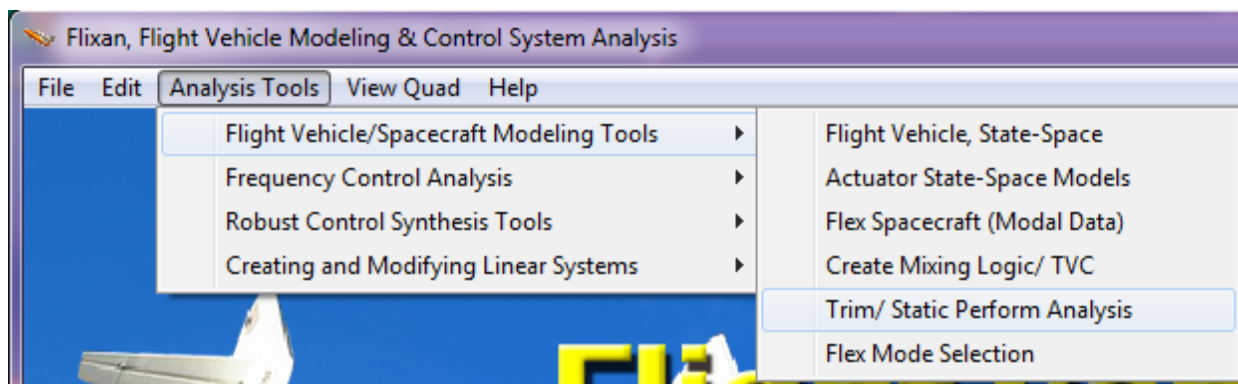 Flixan, Flight Vehicle Modeling & Control System Analysis
File Edit Analysis Tools View Quad Help
Flight Vehicle/Spacecraft Modeling Tools
Frequency Control Analysis
Robust Control Synthesis Tools
Creating and Modifying Linear Systems
Flight Vehicle, State-Space
Actuator State-Space Models
Flex Spacecraft (Modal Data)
Create Mixing Logic/ TVC
Trim/ Static Perform Analysis
Flex Mode Selection